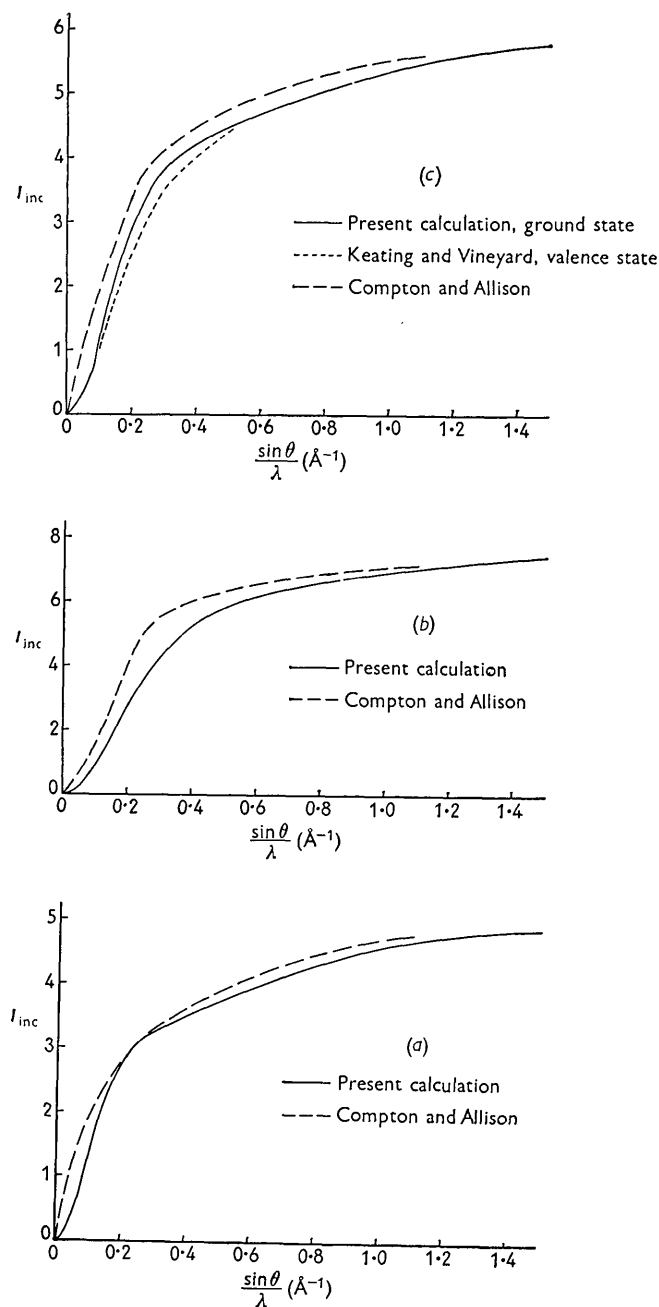 6
5
4
I inc
3
2
1
0
(c)
Present calculation, ground state
Keating and Vineyard, valence state
Compton and Allison
0 0·2 0·4 0·6 0·8 1·0 1·2 1·4
sin θ
λ (Å⁻¹)
8
6
I inc
4
2
0
(b)
Present calculation
Compton and Allison
0 0·2 0·4 0·6 0·8 1·0 1·2 1·4
sin θ
λ (Å⁻¹)
5
4
I inc
3
2
1
0
(a)
Present calculation
Compton and Allison
0 0·2 0·4 0·6 0·8 1·0 1·2 1·4
sin θ
λ (Å⁻¹)